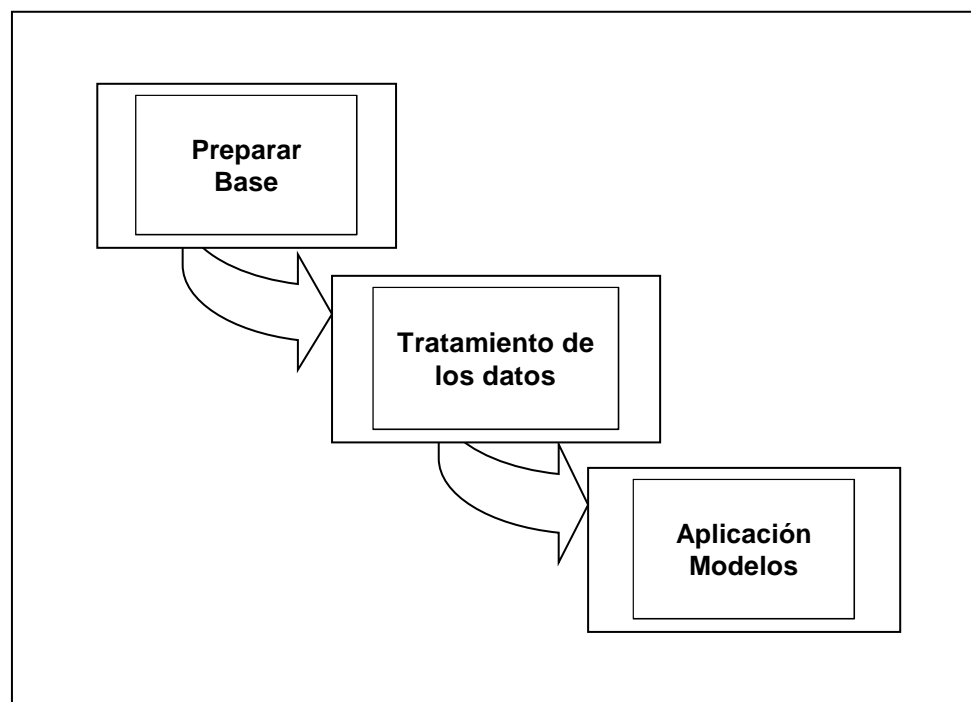 Preparar
Base
Tratamiento de
los datos
Aplicación
Modelos